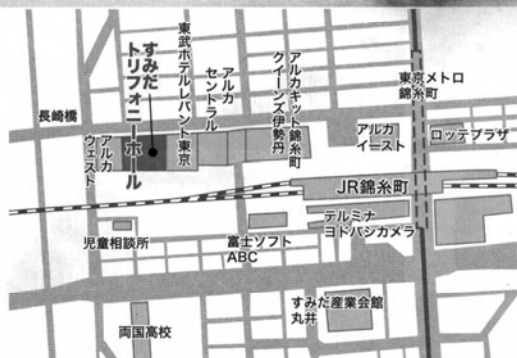 長崎橋
アルカ
ウェスト
すみだ
トリフォニーホール
東武ホテルレバント東京
アルカ
セントラル
アルカキット錦糸町
クイーンズ伊勢丹
アルカ
イースト
東京メトロ
錦糸町
ロッテプラザ
JR錦糸町
児童相談所
富士ソフト
ABC
テルミナ
ヨドバシカメラ
両国高校
すみだ産業会館
丸井